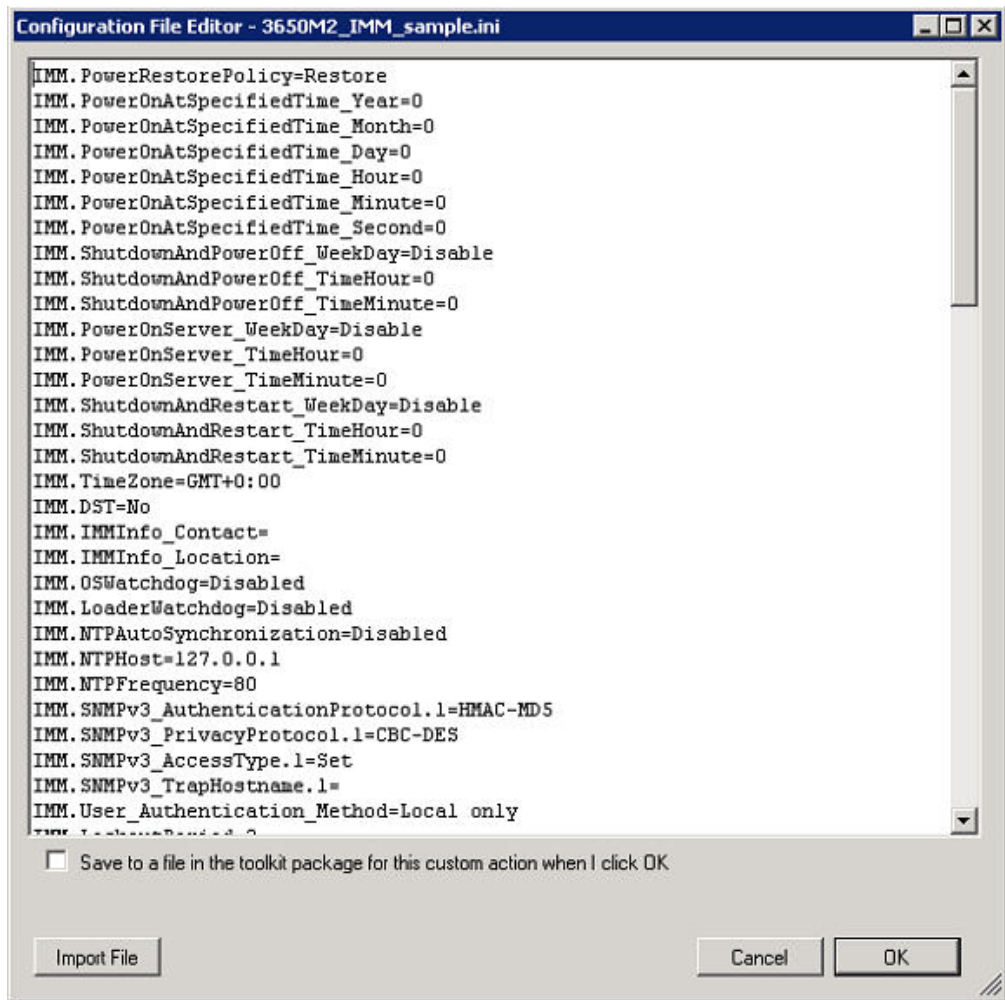 Configuration File Editor - 3650M2_IMM_sample.ini
IMM.PowerRestorePolicy=Restore
IMM.PowerOnAtSpecifiedTime_Year=0
IMM.PowerOnAtSpecifiedTime_Month=0
IMM.PowerOnAtSpecifiedTime_Day=0
IMM.PowerOnAtSpecifiedTime_Hour=0
IMM.PowerOnAtSpecifiedTime_Minute=0
IMM.PowerOnAtSpecifiedTime_Second=0
IMM.ShutdownAndPowerOff_WeekDay=Disable
IMM.ShutdownAndPowerOff_TimeHour=0
IMM.ShutdownAndPowerOff_TimeMinute=0
IMM.PowerOnServer_WeekDay=Disable
IMM.PowerOnServer_TimeHour=0
IMM.PowerOnServer_TimeMinute=0
IMM.ShutdownAndRestart_WeekDay=Disable
IMM.ShutdownAndRestart_TimeHour=0
IMM.ShutdownAndRestart_TimeMinute=0
IMM.TimeZone=GMT+0:00
IMM.DST=No
IMM.IMMInfo_Contact=
IMM.IMMInfo_Location=
IMM.OSWatchdog=Disabled
IMM.LoaderWatchdog=Disabled
IMM.NTPAutoSynchronization=Disabled
IMM.NTPHost=127.0.0.1
IMM.NTPFrequency=80
IMM.SNMPv3_AuthenticationProtocol.1=HMAC-MD5
IMM.SNMPv3_PrivacyProtocol.1=CBC-DES
IMM.SNMPv3_AccessType.1=Set
IMM.SNMPv3_TrapHostname.1=
IMM.User_Authentication_Method=Local only
Save to a file in the toolkit package for this custom action when I click OK
Import File
Cancel
OK